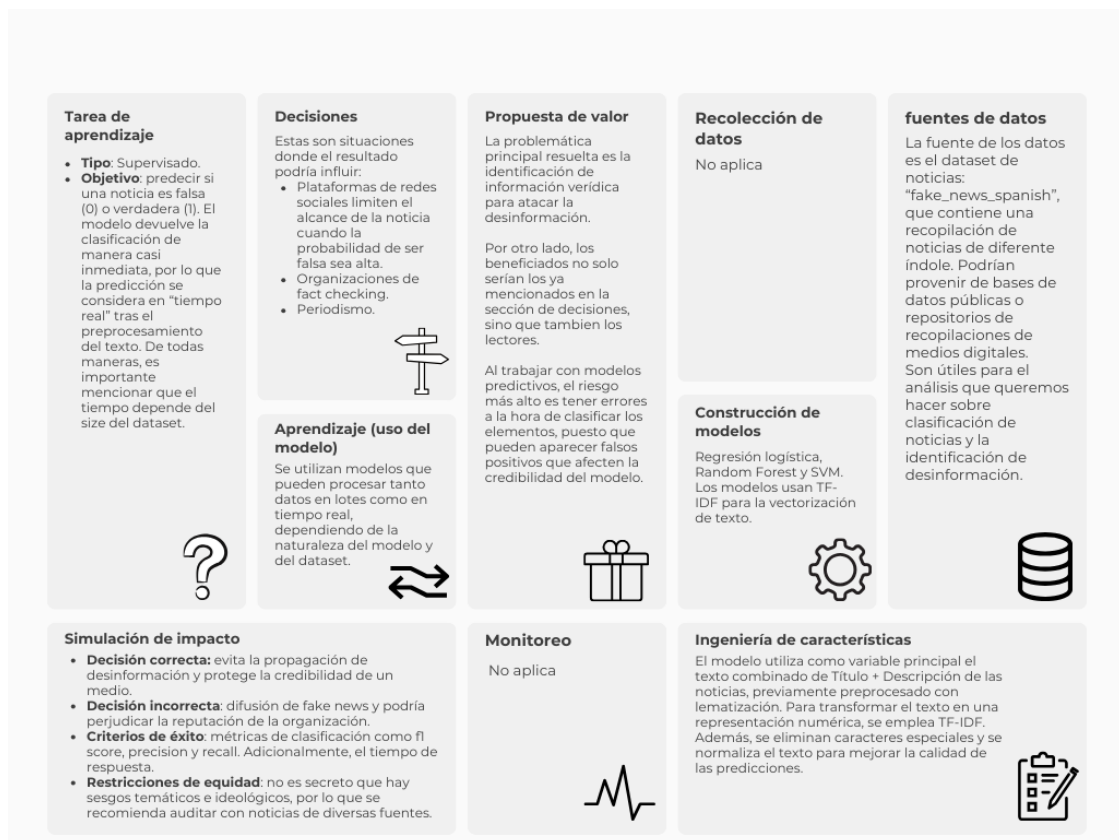 Tarea de
aprendizaje
• Tipo: Supervisado.
• Objetivo: predecir si
una noticia es falsa
(0) o verdadera (1). El
modelo devuelve la
clasificación de
manera casi
inmediata, por lo que
la predicción se
considera en “tiempo
real” tras el
preprocesamiento
del texto. De todas
maneras, es
importante
mencionar que el
tiempo depende del
size del dataset.
Decisiones
Estas son situaciones
donde el resultado
podría influir:
• Plataformas de redes
sociales limiten el
alcance de la noticia
cuando la
probabilidad de ser
falsa sea alta.
• Organizaciones de
fact checking.
• Periodismo.
Aprendizaje (uso del
modelo)
Se utilizan modelos que
pueden procesar tanto
datos en lotes como en
tiempo real,
dependiendo de la
naturaleza del modelo y
del dataset.
Propuesta de valor
La problemática
principal resuelta es la
identificación de
información verídica
para atacar la
desinformación.
Por otro lado, los
beneficiados no solo
serían los ya
mencionados en la
sección de decisiones,
sino que tambien los
lectores.
Al trabajar con modelos
predictivos, el riesgo
más alto es tener errores
a la hora de clasificar los
elementos, puesto que
pueden aparecer falsos
positivos que afecten la
credibilidad del modelo.
Recolección de
datos
No aplica
Construcción de
modelos
Regresión logística,
Random Forest y SVM.
Los modelos usan TF-
IDF para la vectorización
de texto.
fuentes de datos
La fuente de los datos
es el dataset de
noticias:
“fake_news_spanish”,
que contiene una
recopilación de
noticias de diferente
índole. Podrían
provenir de bases de
datos públicas o
repositorios de
recopilaciones de
medios digitales.
Son útiles para el
análisis que queremos
hacer sobre
clasificación de
noticias y la
identificación de
desinformación.
Simulación de impacto
• Decisión correcta: evita la propagación de
desinformación y protege la credibilidad de un
medio.
• Decisión incorrecta: difusión de fake news y podría
perjudicar la reputación de la organización.
• Criterios de éxito: métricas de clasificación como f1
score, precision y recall. Adicionalmente, el tiempo de
respuesta.
• Restricciones de equidad: no es secreto que hay
sesgos temáticos e ideológicos, por lo que se
recomienda auditar con noticias de diversas fuentes.
Monitoreo
No aplica
Ingeniería de características
El modelo utiliza como variable principal el
texto combinado de Título + Descripción de las
noticias, previamente preprocesado con
lematización. Para transformar el texto en una
representación numérica, se emplea TF-IDF.
Además, se eliminan caracteres especiales y se
normaliza el texto para mejorar la calidad de
las predicciones.